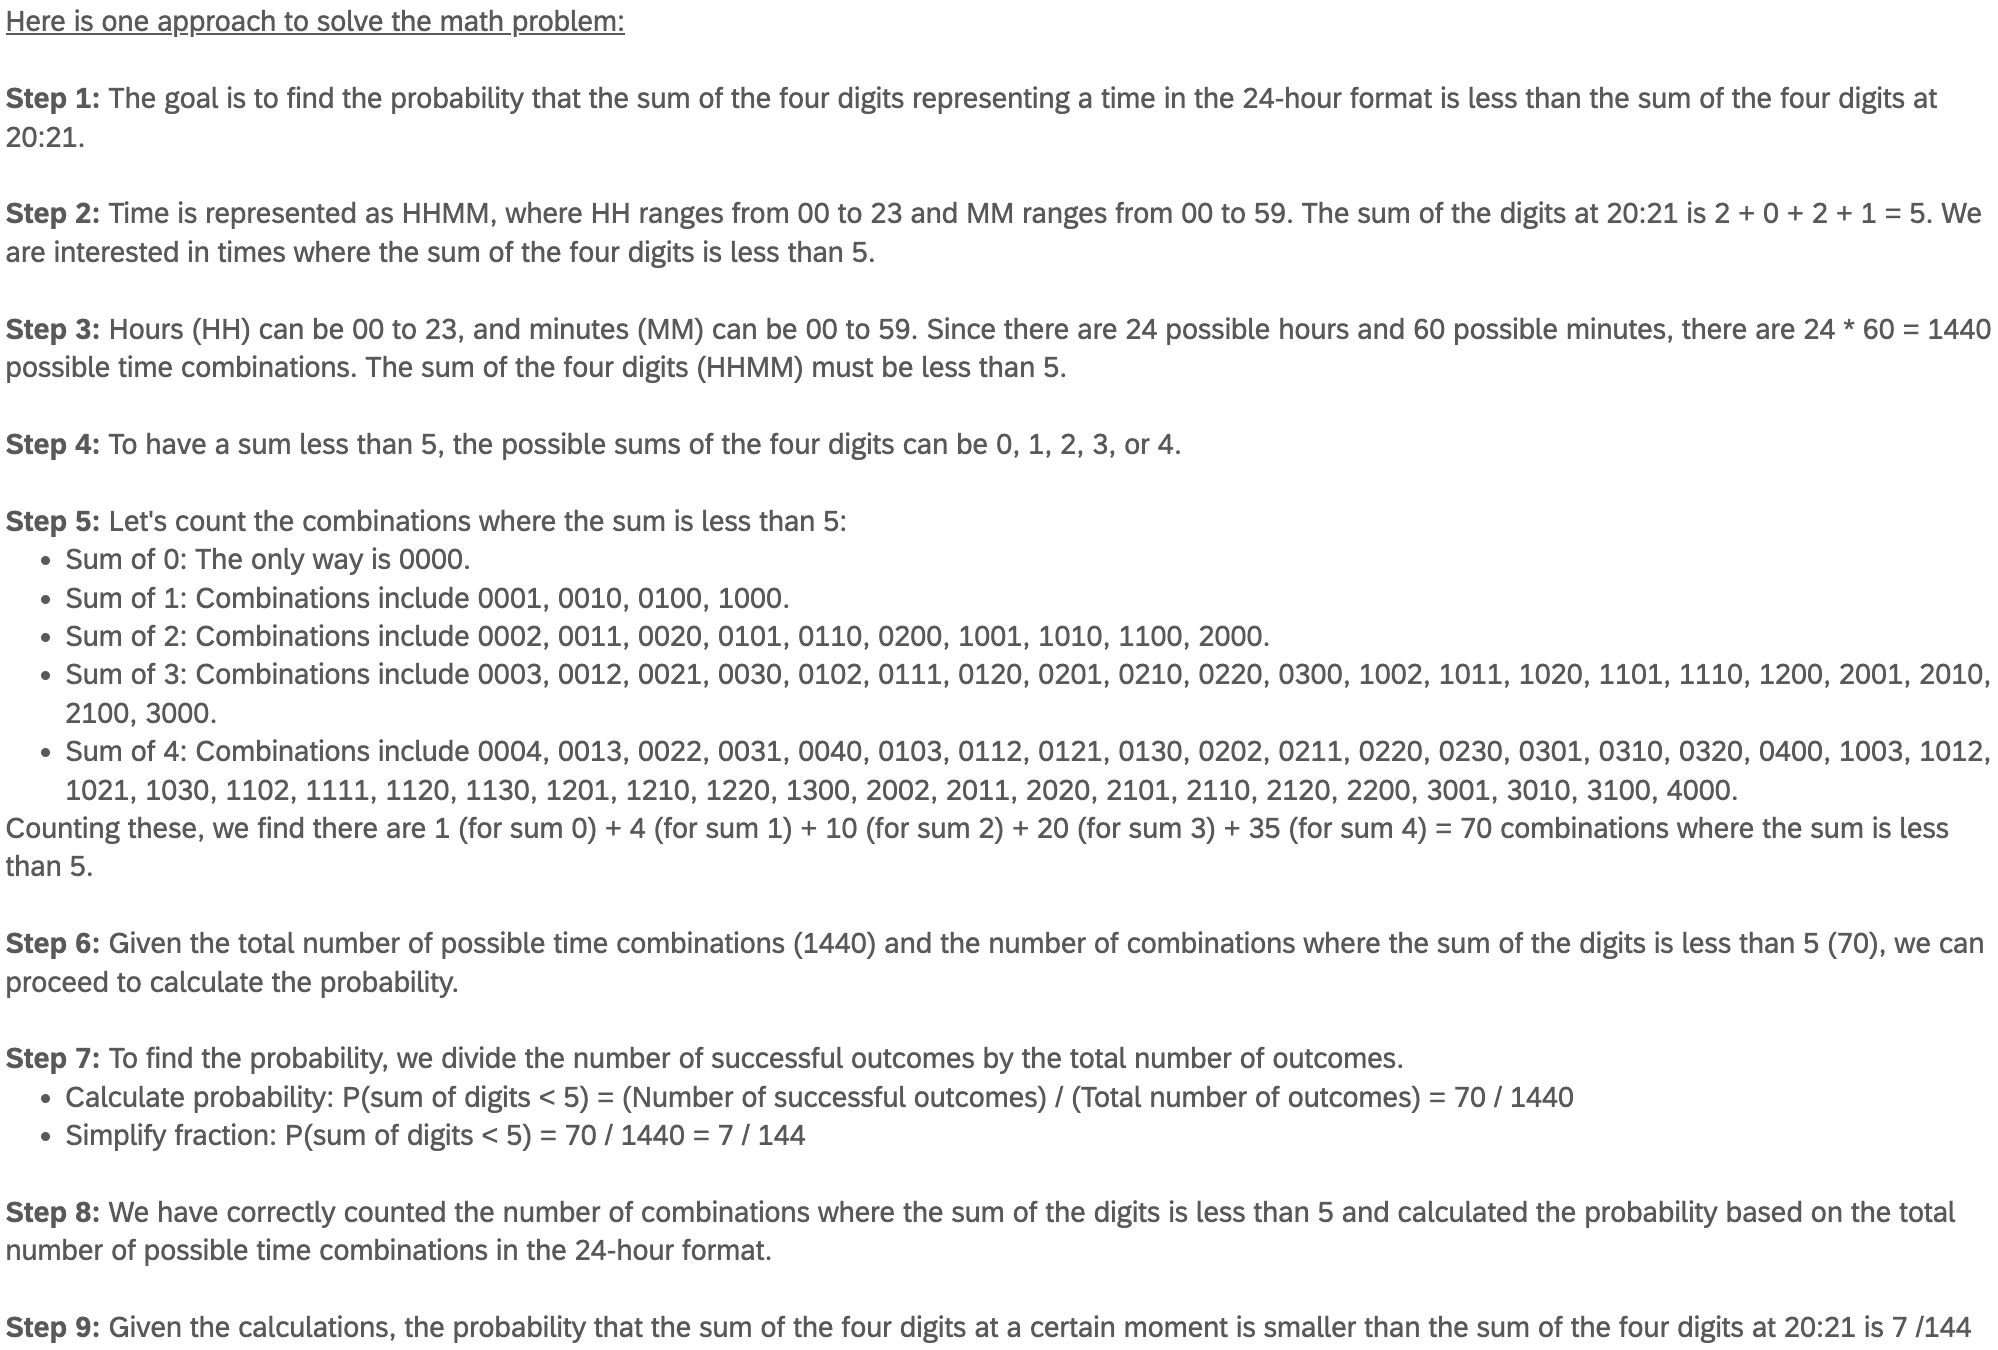 Here is one approach to solve the math problem:
Step 1: The goal is to find the probability that the sum of the four digits representing a time in the 24-hour format is less than the sum of the four digits at
20:21.
Step 2: Time is represented as HHMM, where HH ranges from 00 to 23 and MM ranges from 00 to 59. The sum of the digits at 20:21 is 2 + 0 + 2 + 1 = 5. We
are interested in times where the sum of the four digits is less than 5.
Step 3: Hours (HH) can be 00 to 23, and minutes (MM) can be 00 to 59. Since there are 24 possible hours and 60 possible minutes, there are 24 * 60 = 1440
possible time combinations. The sum of the four digits (HHMM) must be less than 5.
Step 4: To have a sum less than 5, the possible sums of the four digits can be 0, 1, 2, 3, or 4.
Step 5: Let's count the combinations where the sum is less than 5:
• Sum of 0: The only way is 0000.
• Sum of 1: Combinations include 0001, 0010, 0100, 1000.
• Sum of 2: Combinations include 0002, 0011, 0020, 0101, 0110, 0200, 1001, 1010, 1100, 2000.
• Sum of 3: Combinations include 0003, 0012, 0021, 0030, 0102, 0111, 0120, 0201, 0210, 0220, 0300, 1002, 1011, 1020, 1101, 1110, 1200, 2001, 2010,
2100, 3000.
• Sum of 4: Combinations include 0004, 0013, 0022, 0031, 0040, 0103, 0112, 0121, 0130, 0202, 0211, 0220, 0230, 0301, 0310, 0320, 0400, 1003, 1012,
1021, 1030, 1102, 1111, 1120, 1130, 1201, 1210, 1220, 1300, 2002, 2011, 2020, 2101, 2110, 2120, 2200, 3001, 3010, 3100, 4000.
Counting these, we find there are 1 (for sum 0) + 4 (for sum 1) + 10 (for sum 2) + 20 (for sum 3) + 35 (for sum 4) = 70 combinations where the sum is less
than 5.
Step 6: Given the total number of possible time combinations (1440) and the number of combinations where the sum of the digits is less than 5 (70), we can
proceed to calculate the probability.
Step 7: To find the probability, we divide the number of successful outcomes by the total number of outcomes.
• Calculate probability: P(sum of digits < 5) = (Number of successful outcomes) / (Total number of outcomes) = 70 / 1440
• Simplify fraction: P(sum of digits < 5) = 70 / 1440 = 7 / 144
Step 8: We have correctly counted the number of combinations where the sum of the digits is less than 5 and calculated the probability based on the total
number of possible time combinations in the 24-hour format.
Step 9: Given the calculations, the probability that the sum of the four digits at a certain moment is smaller than the sum of the four digits at 20:21 is 7 /144